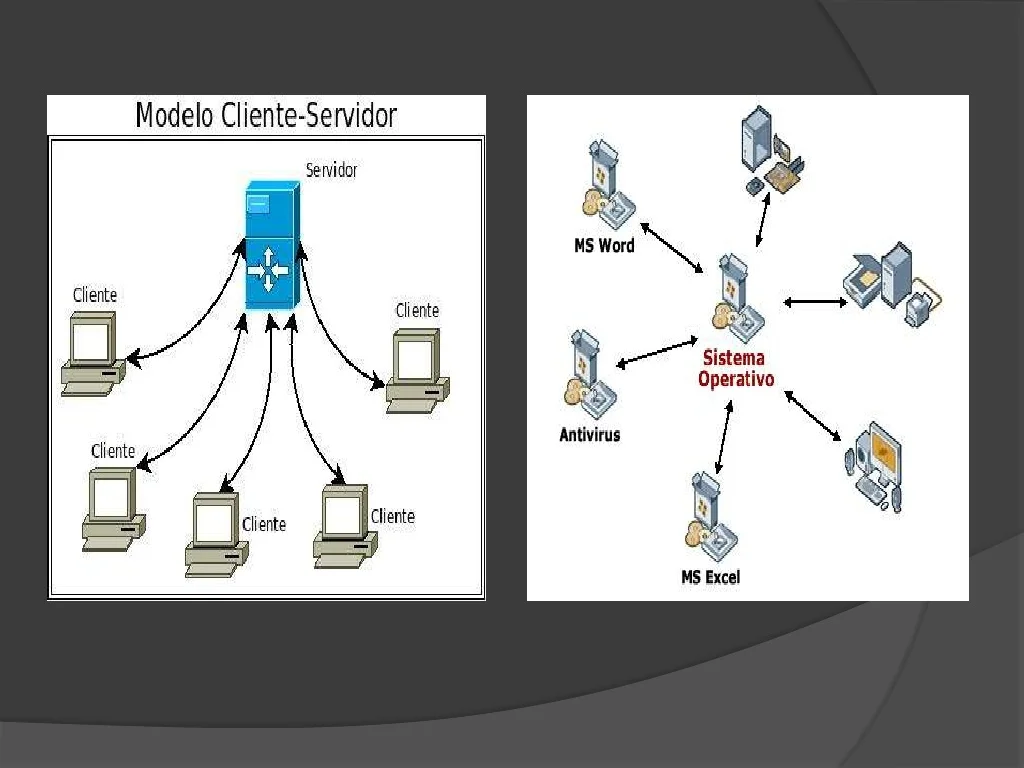 Modelo Cliente-Servidor
Servidor
Cliente
Cliente
Cliente
Cliente
Cliente
MS Word
Sistema
Operativo
Antivirus
MS Excel